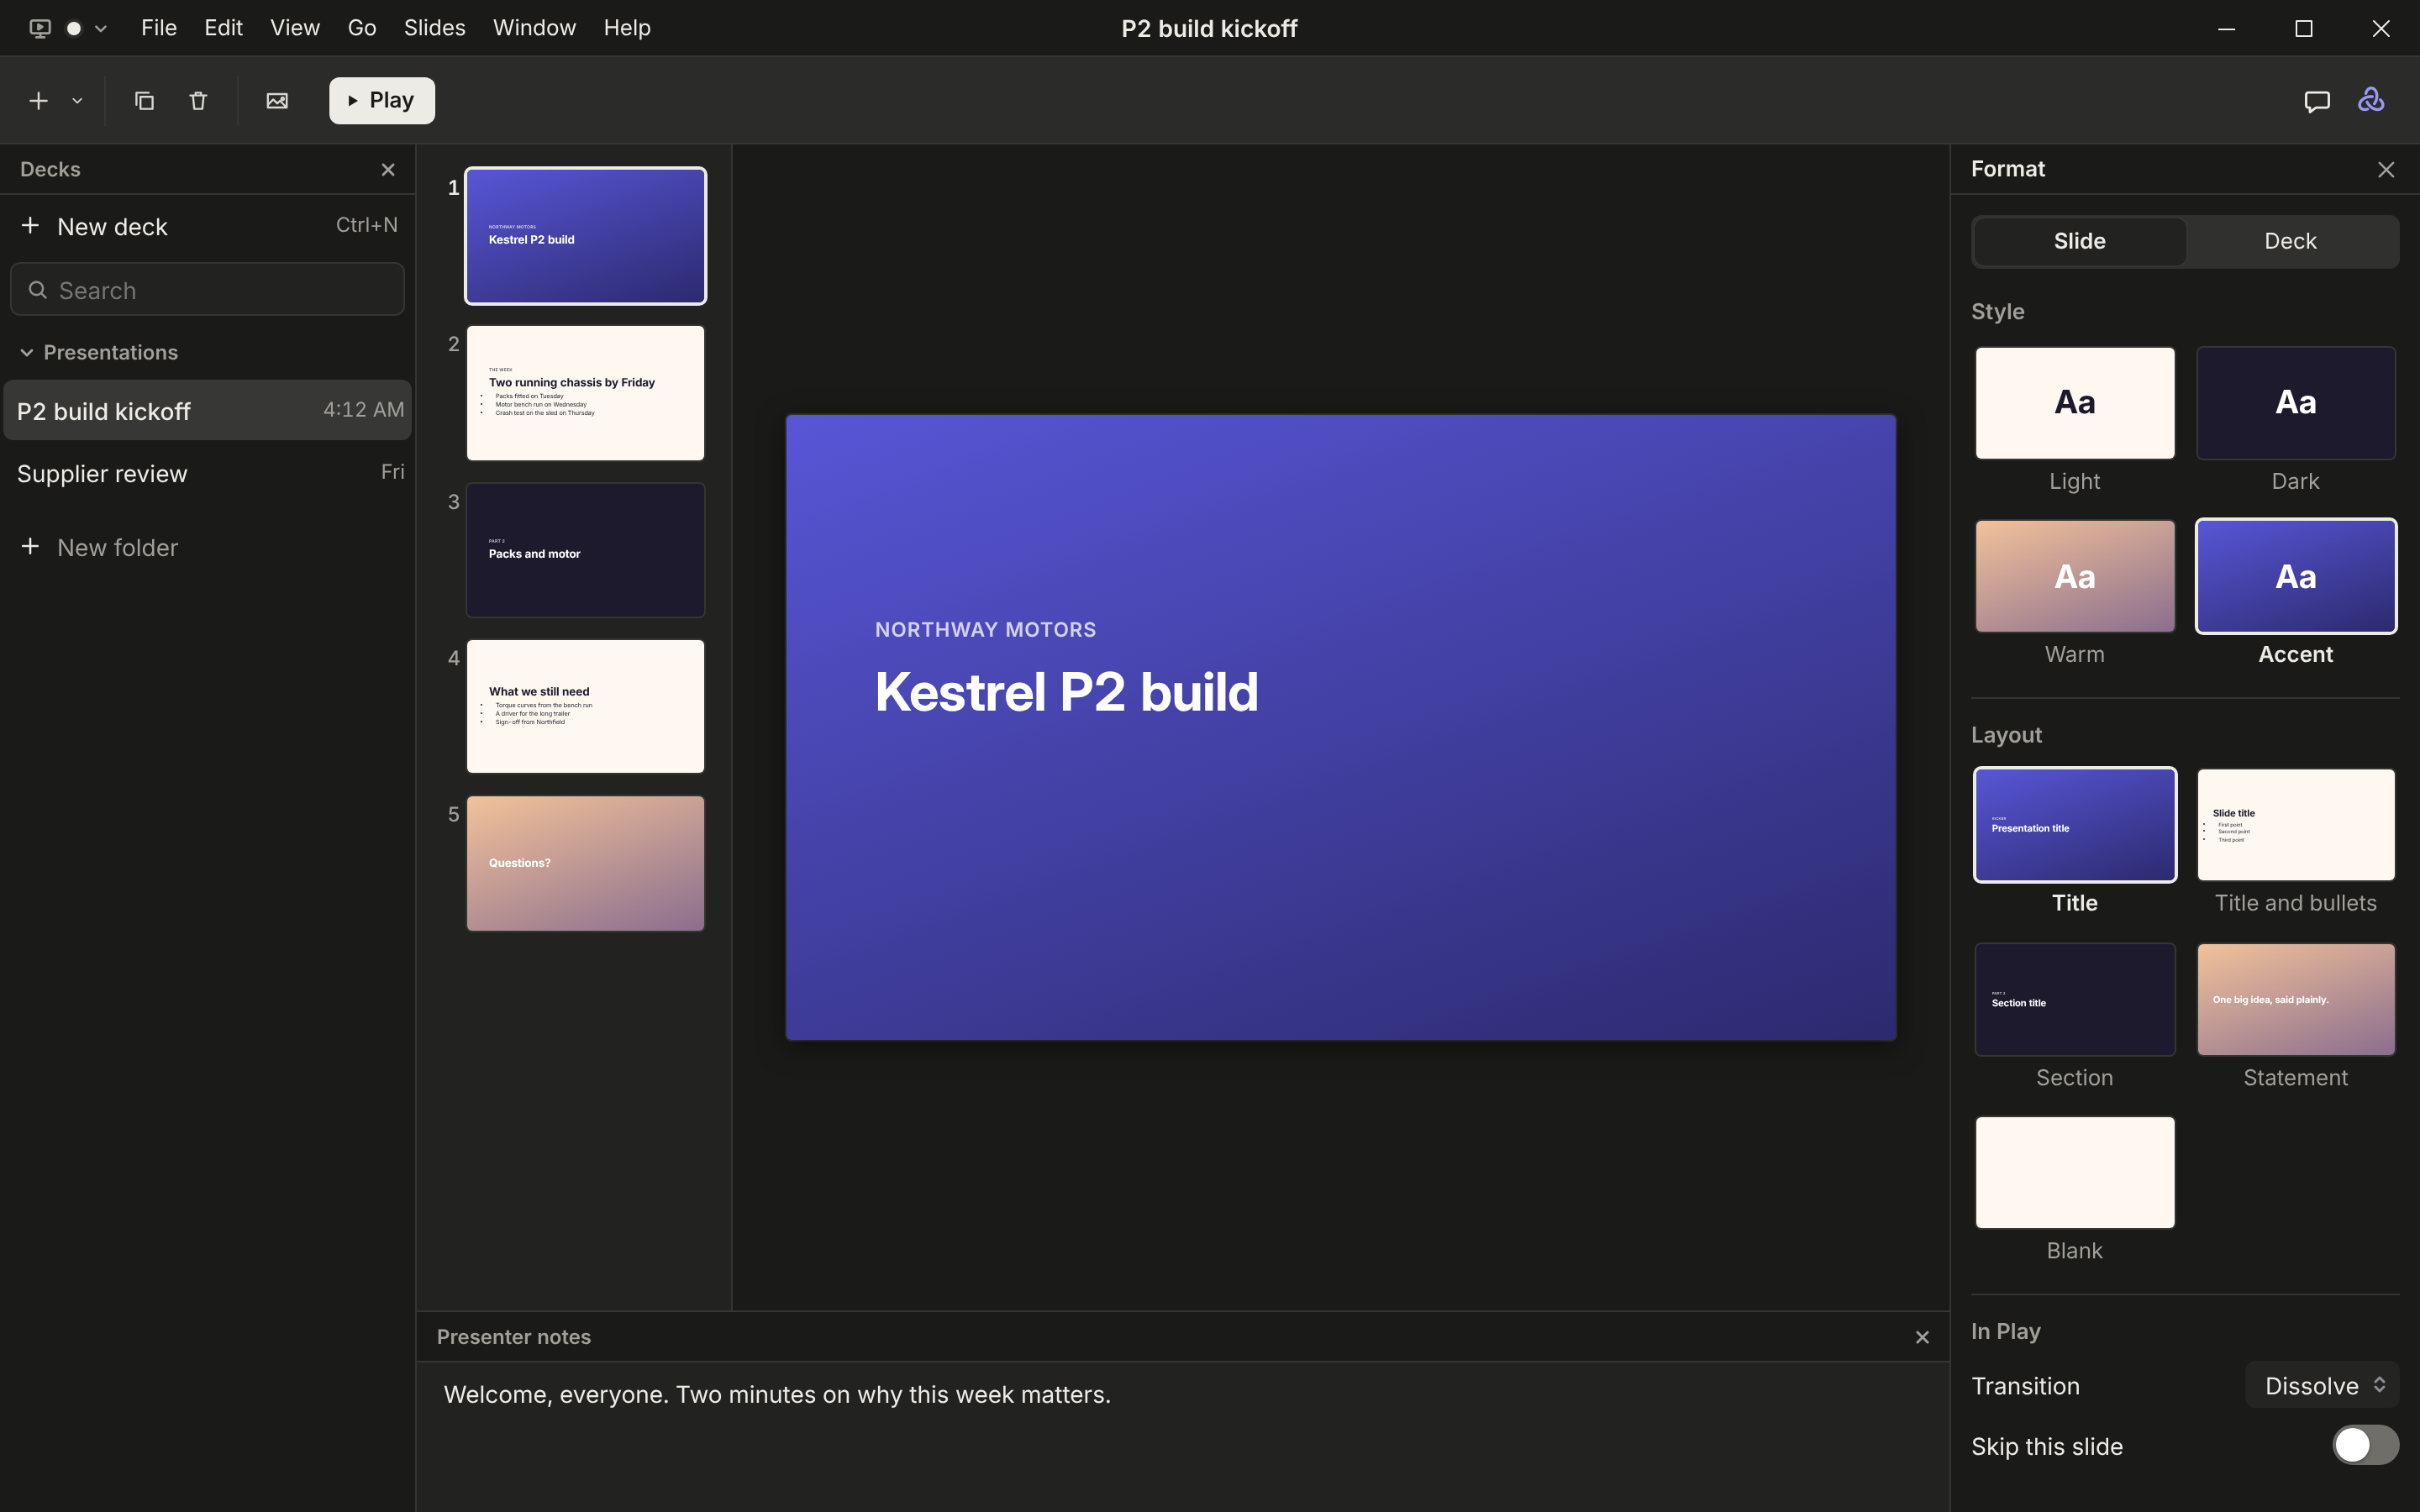 File Edit View Go Slides Window Help
P2 build kickoff
Play
Decks
New deck Ctrl+N
Search
Presentations
P2 build kickoff 4:12 AM
Supplier review Fri
New folder
1
NORTHWAY MOTORS
Kestrel P2 build
2
THE WEEK
Two running chassis by Friday
• Packs fitted on Tuesday
• Motor bench run on Wednesday
• Crash test on the sled on Thursday
3
PART 2
Packs and motor
4
What we still need
• Torque curves from the bench run
• A driver for the long trailer
• Sign-off from Northfield
5
Questions?
NORTHWAY MOTORS
Kestrel P2 build
Presenter notes
Welcome, everyone. Two minutes on why this week matters.
Format
Slide Deck
Style
Aa Aa
Light Dark
Aa Aa
Warm Accent
Layout
KICKER
Presentation title
Title
Slide title
• First point
• Second point
• Third point
Title and bullets
Section title
Section
One big idea, said plainly.
Statement
Blank
In Play
Transition Dissolve
Skip this slide